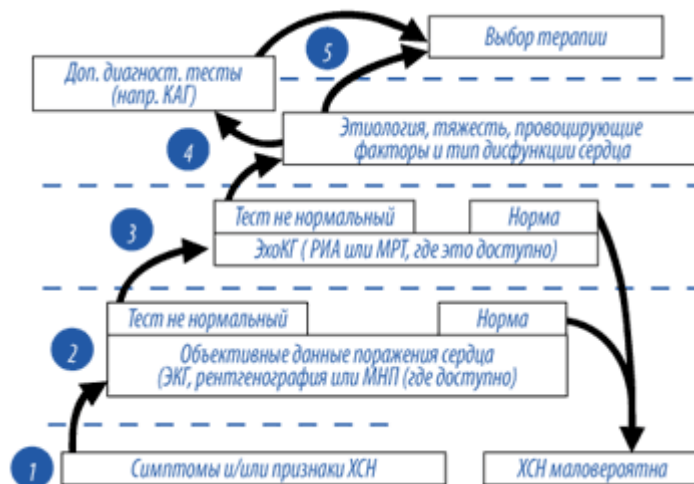 5
Выбор терапии
Доп. диагност. тесты
(напр. КАГ)
4
Этиология, тяжесть, провоцирующие
факторы и тип дисфункции сердца
3
Тест не нормальный
Норма
ЭхоКГ ( РИА или МРТ, где это доступно)
2
Тест не нормальный
Норма
Объективные данные поражения сердца
(ЭКГ, рентгенография или МНП (где доступно)
1
Симптомы и/или признаки ХСН
ХСН маловероятна